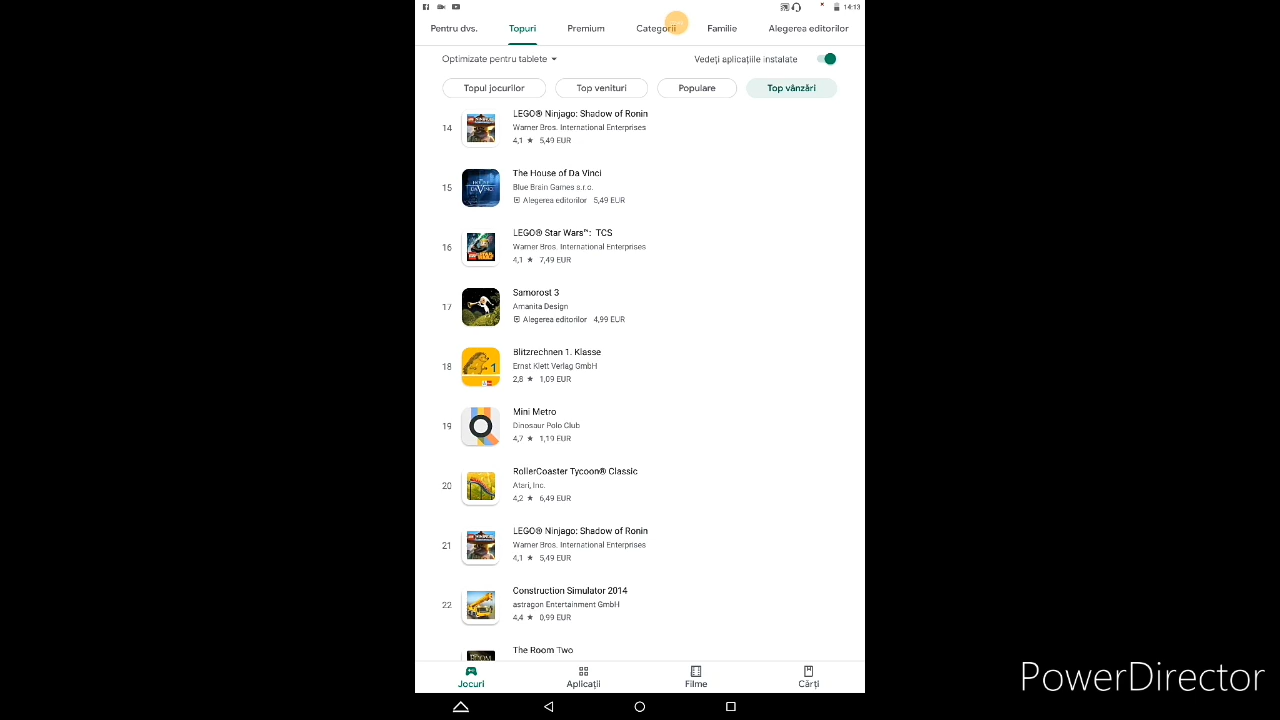 14:13
Pentru dvs. Topuri Premium Categorii Familie Alegerea editorilor
Optimizate pentru tablete Vedeți aplicațiile instalate
Topul jocurilor Top venituri Populare Top vânzări
14 LEGO® Ninjago: Shadow of Ronin
Warner Bros. International Enterprises
4,1 ★ 5,49 EUR
15 The House of Da Vinci
Blue Brain Games s.r.o.
Alegerea editorilor 5,49 EUR
16 LEGO® Star Wars™: TCS
Warner Bros. International Enterprises
4,1 ★ 7,49 EUR
17 Samorost 3
Amanita Design
Alegerea editorilor 4,99 EUR
18 Blitzrechnen 1. Klasse
Ernst Klett Verlag GmbH
2,8 ★ 1,09 EUR
19 Mini Metro
Dinosaur Polo Club
4,7 ★ 1,19 EUR
20 RollerCoaster Tycoon® Classic
Atari, Inc.
4,2 ★ 6,49 EUR
21 LEGO® Ninjago: Shadow of Ronin
Warner Bros. International Enterprises
4,1 ★ 5,49 EUR
22 Construction Simulator 2014
astragon Entertainment GmbH
4,4 ★ 0,99 EUR
The Room Two
Jocuri Aplicații Filme Cărți
PowerDirector